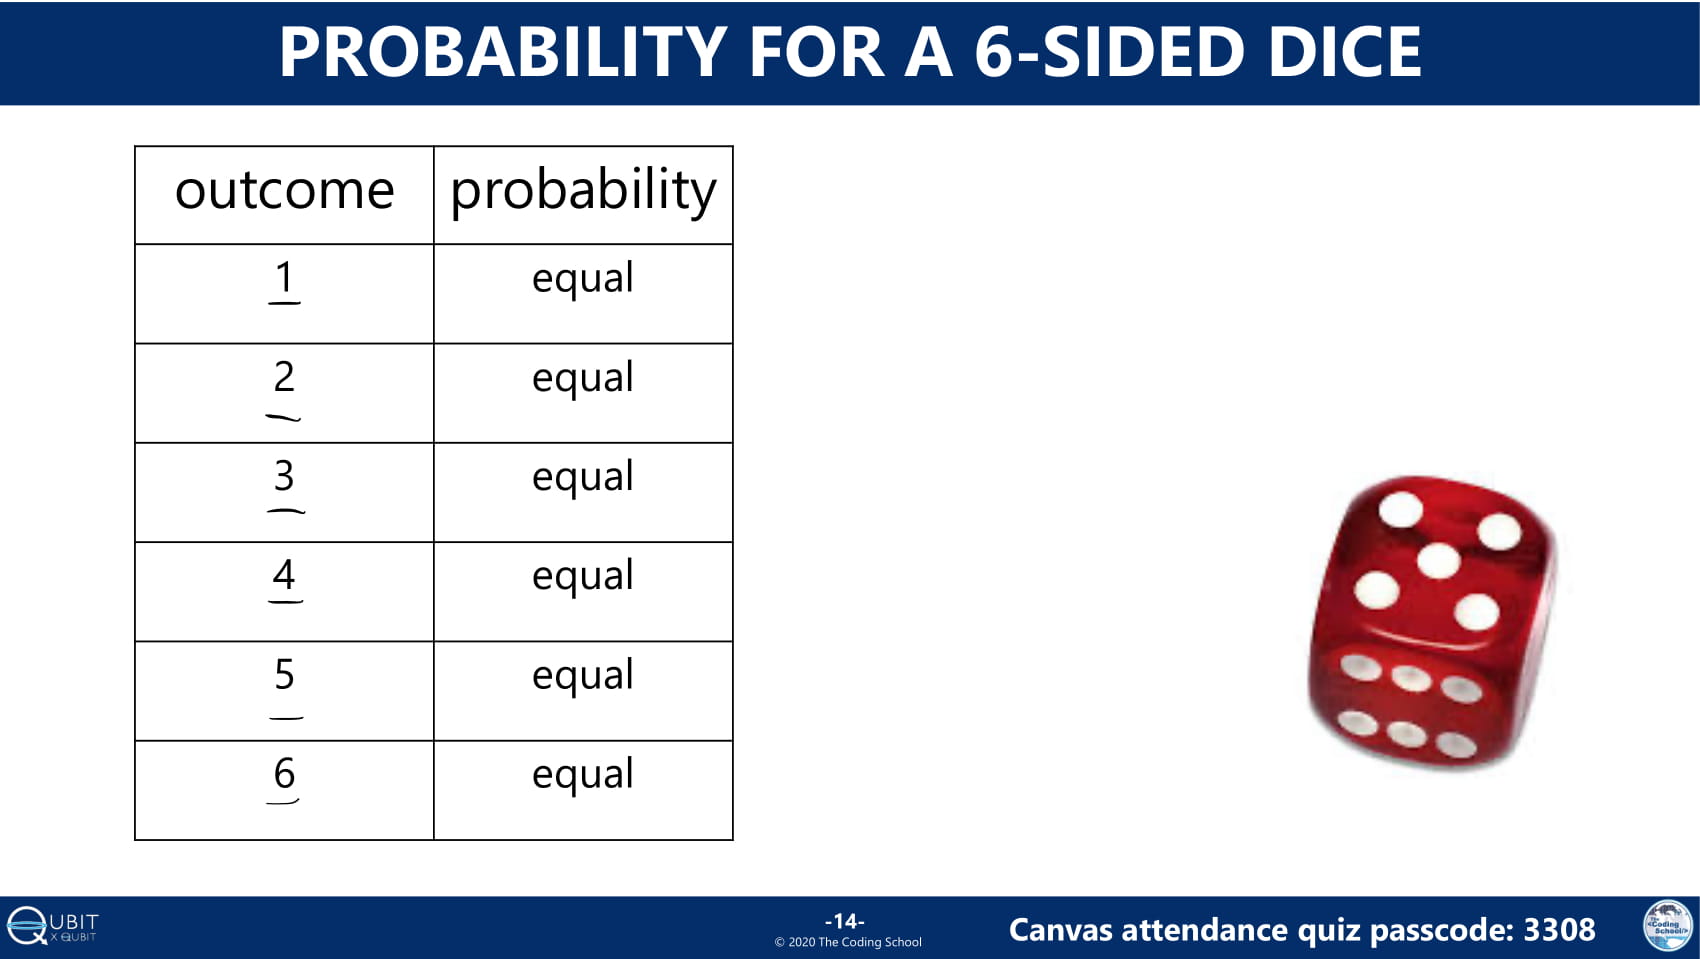 PROBABILITY FOR A 6-SIDED DICE
outcome probability
1 equal
2 equal
3 equal
4 equal
5 equal
6 equal
QUBIT
X QUBIT
-14-
© 2020 The Coding School
Canvas attendance quiz passcode: 3308
The
<Coding
School/>